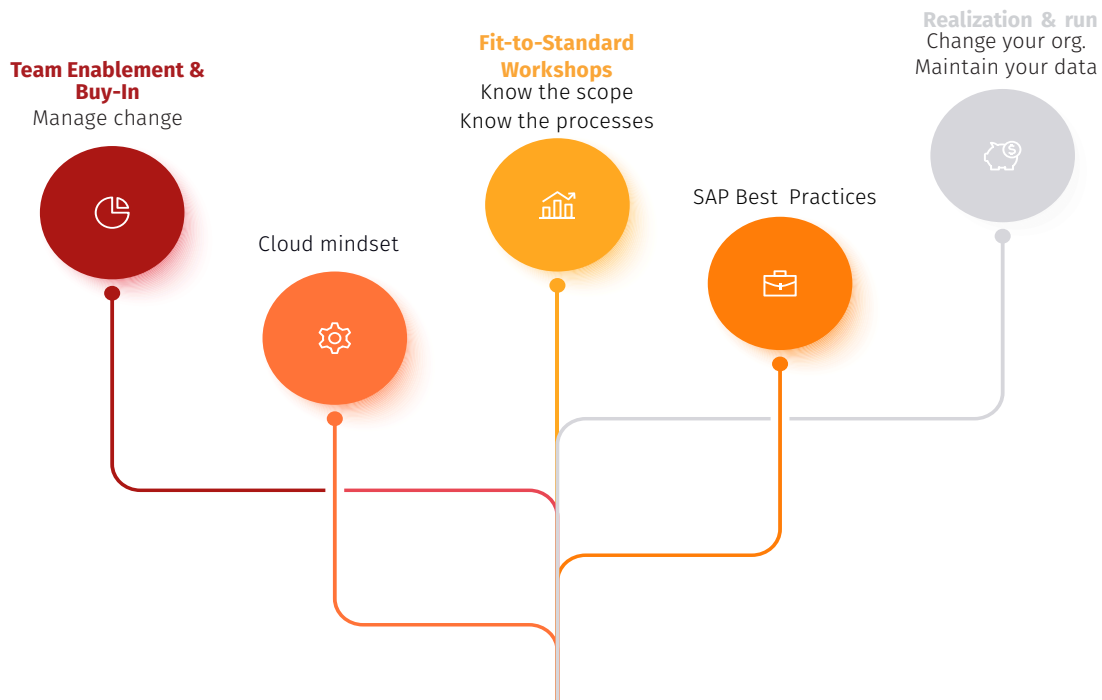 Team Enablement &
Buy-In
Manage change
Cloud mindset
Fit-to-Standard
Workshops
Know the scope
Know the processes
SAP Best Practices
Realization & run
Change your org.
Maintain your data
$